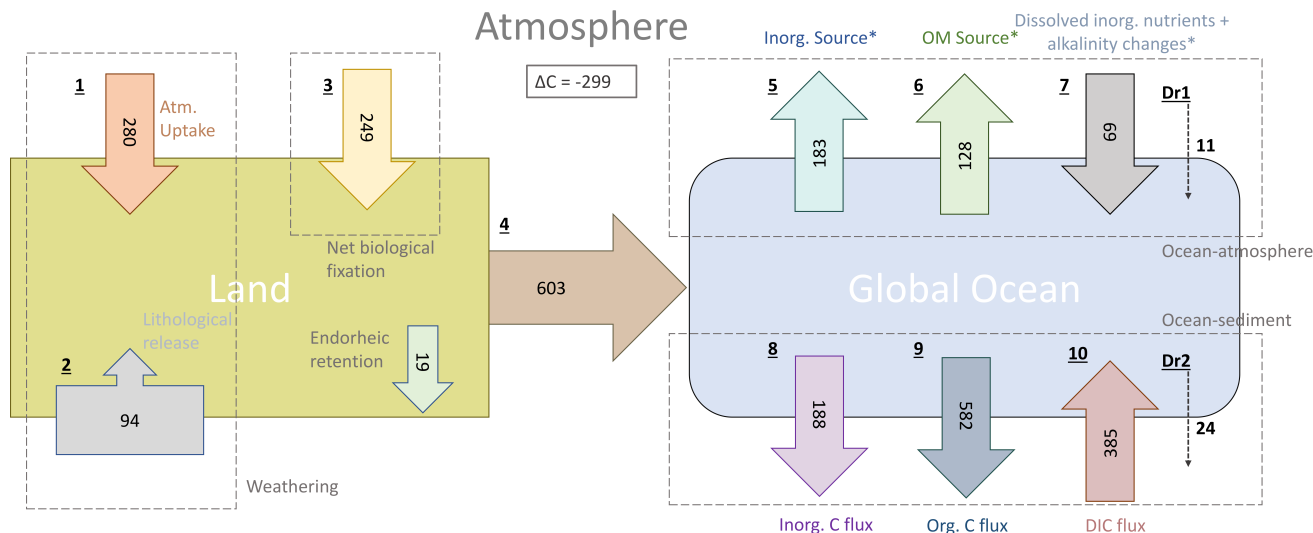 Atmosphere
ΔC = -299
Inorg. Source*
OM Source*
Dissolved inorg. nutrients +
alkalinity changes*
1
280
Atm.
Uptake
3
249
Net biological
fixation
4
603
5
183
6
128
7
69
Dr1
11
Ocean-atmosphere
Land
Global Ocean
Lithological
release
2
94
Endorheic
retention
19
Weathering
Ocean-sediment
8
188
9
582
10
385
Dr2
24
Inorg. C flux
Org. C flux
DIC flux